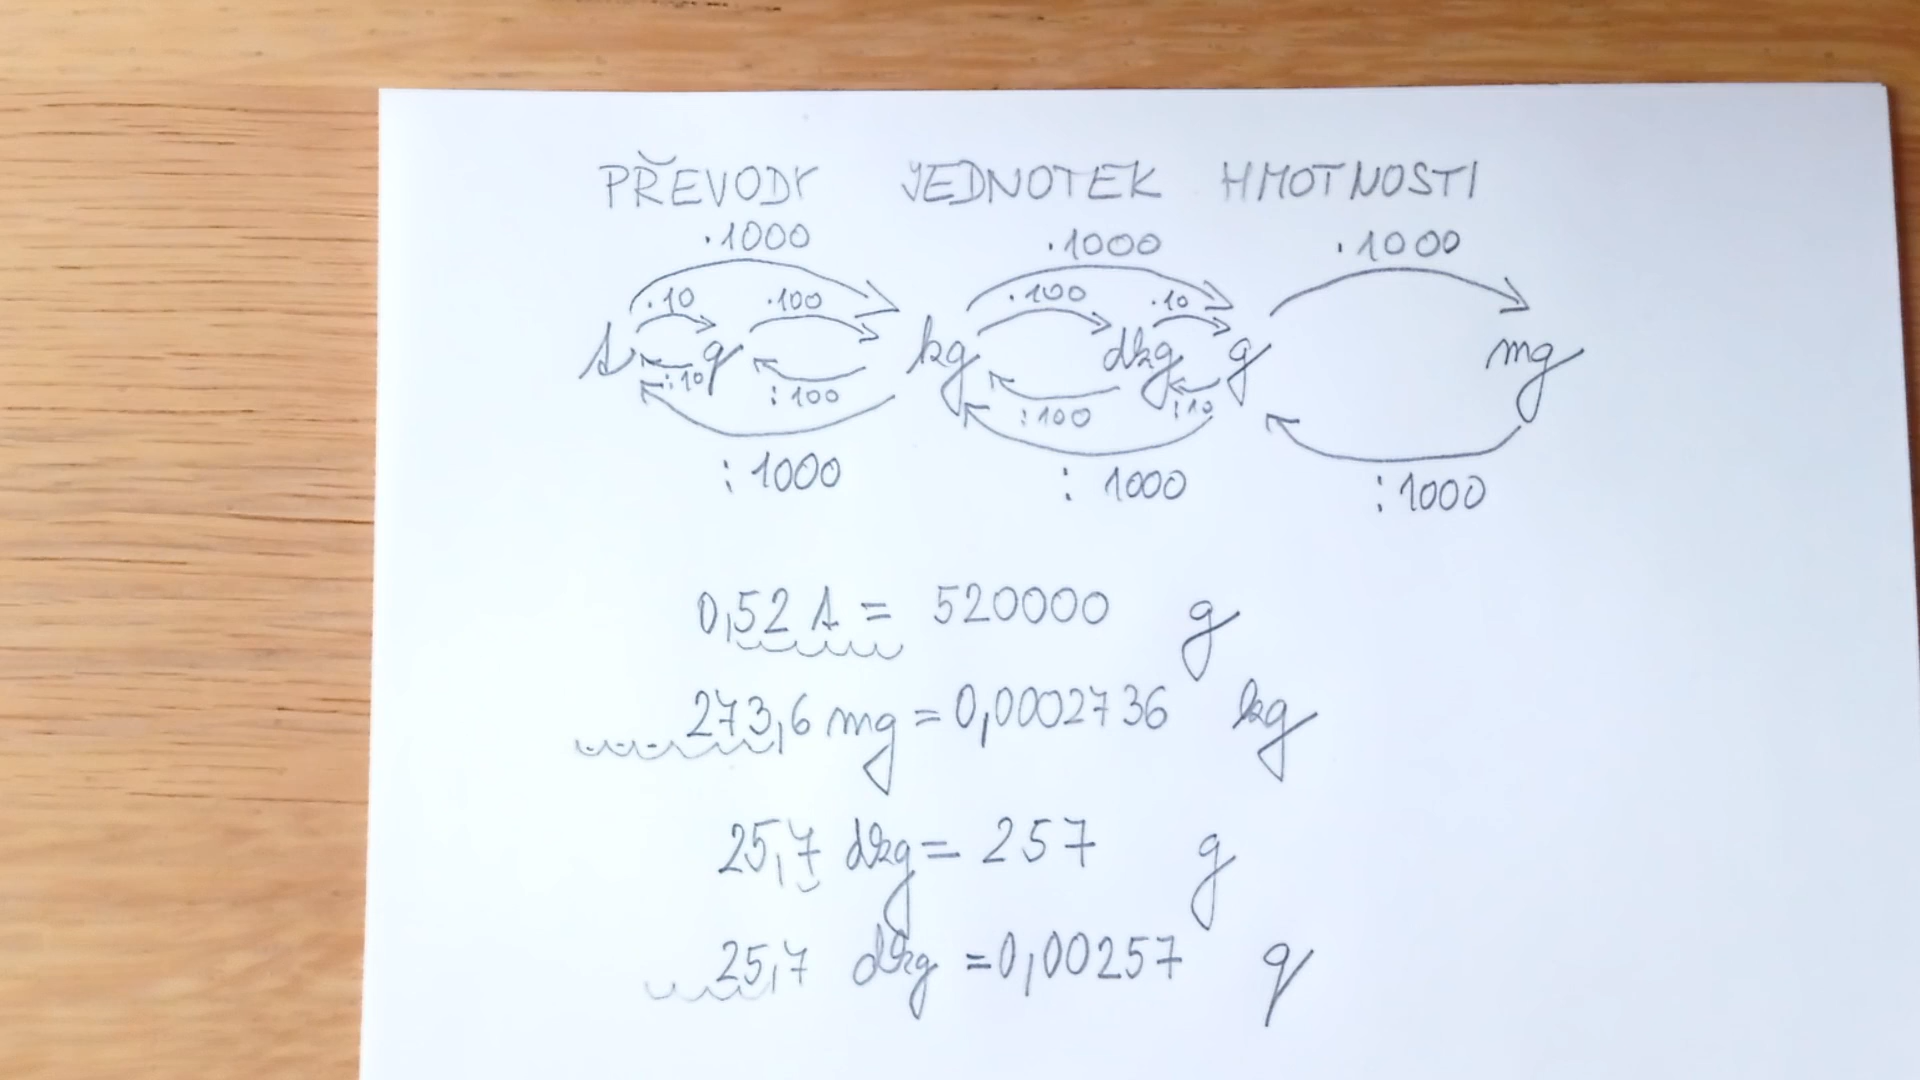 PŘEVODY JEDNOTEK HMOTNOSTI
.1000 .1000 .1000
.10 .100 .100 .10
t q kg dkg g mg
:10 :100 :100 :10
:1000 :1000 :1000
0,52 t = 520000 g
273,6 mg = 0,0002736 kg
25,7 dkg = 257 g
25,7 dkg = 0,00257 q